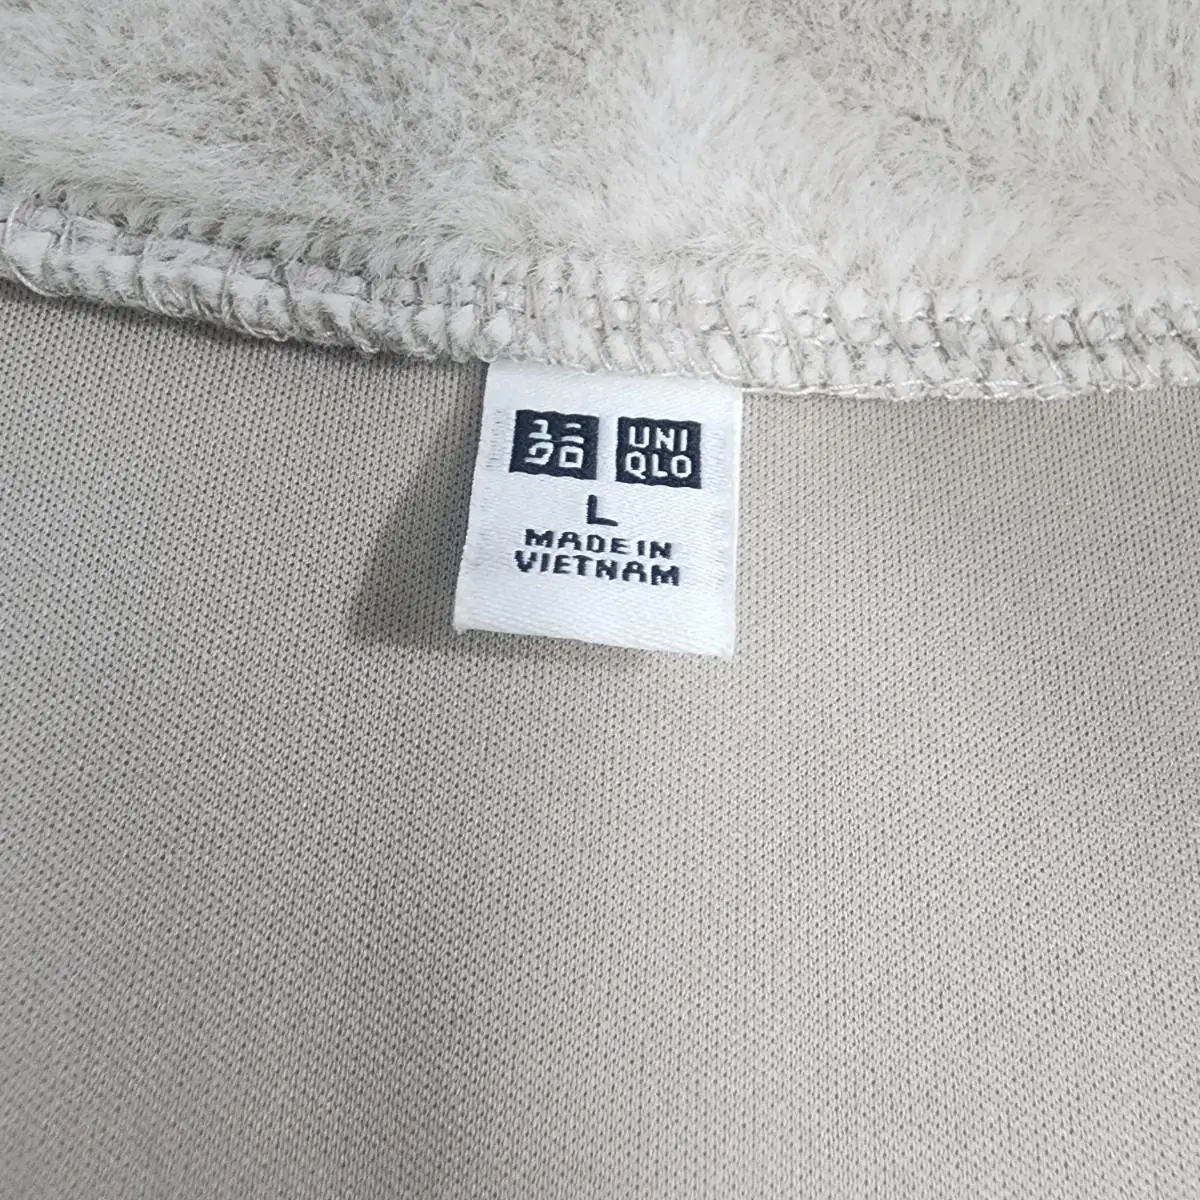 ユニ UNI
クロ QLO
L
MADE IN
VIETNAM